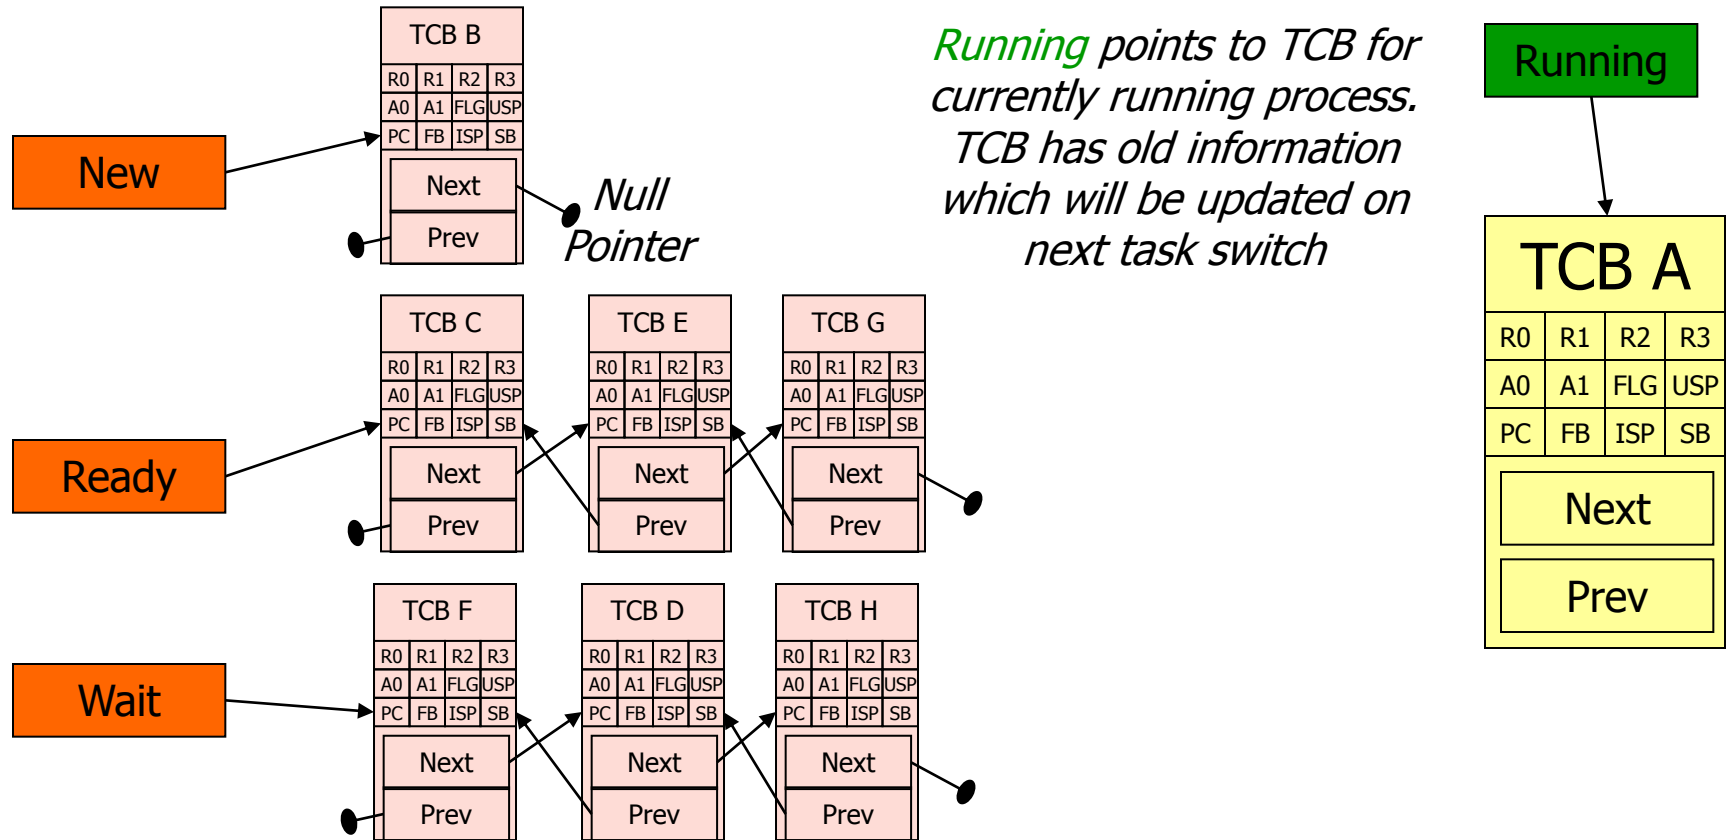 TCB B
R0 R1 R2 R3
A0 A1 FLG USP
PC FB ISP SB
Next
Prev
New
Null
Pointer
Running points to TCB for
currently running process.
TCB has old information
which will be updated on
next task switch
Running
TCB A
R0 R1 R2 R3
A0 A1 FLG USP
PC FB ISP SB
Next
Prev
Ready
TCB C
R0 R1 R2 R3
A0 A1 FLG USP
PC FB ISP SB
Next
Prev
TCB E
R0 R1 R2 R3
A0 A1 FLG USP
PC FB ISP SB
Next
Prev
TCB G
R0 R1 R2 R3
A0 A1 FLG USP
PC FB ISP SB
Next
Prev
Wait
TCB F
R0 R1 R2 R3
A0 A1 FLG USP
PC FB ISP SB
Next
Prev
TCB D
R0 R1 R2 R3
A0 A1 FLG USP
PC FB ISP SB
Next
Prev
TCB H
R0 R1 R2 R3
A0 A1 FLG USP
PC FB ISP SB
Next
Prev